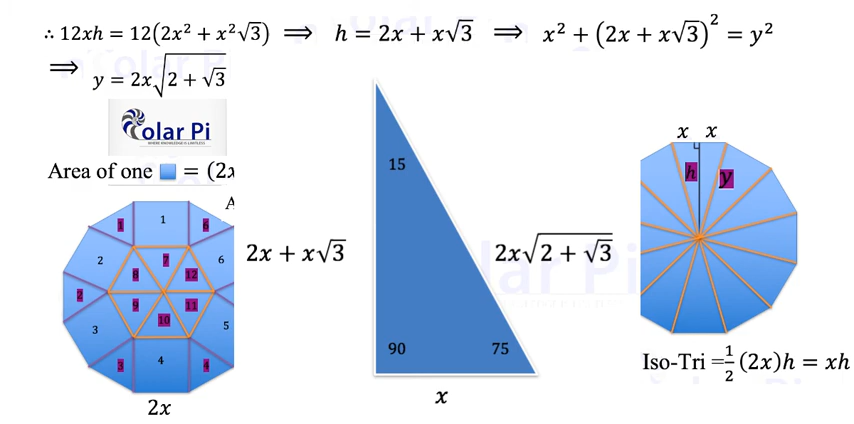 ∴ 12xh = 12(2x² + x²√3) ⟹ h = 2x + x√3 ⟹ x² + (2x + x√3)² = y²
⟹ y = 2x√(2 + √3)
olar Pi
WHERE KNOWLEDGE IS LIMITLESS
Area of one = (2x
A
1 1 6
2 7 6
8 12
2
9 11
3 10 5
3 4 4
2x
2x + x√3
15
90 75
x
2x√(2 + √3)
x x
h y
Iso-Tri = 1/2 (2x)h = xh